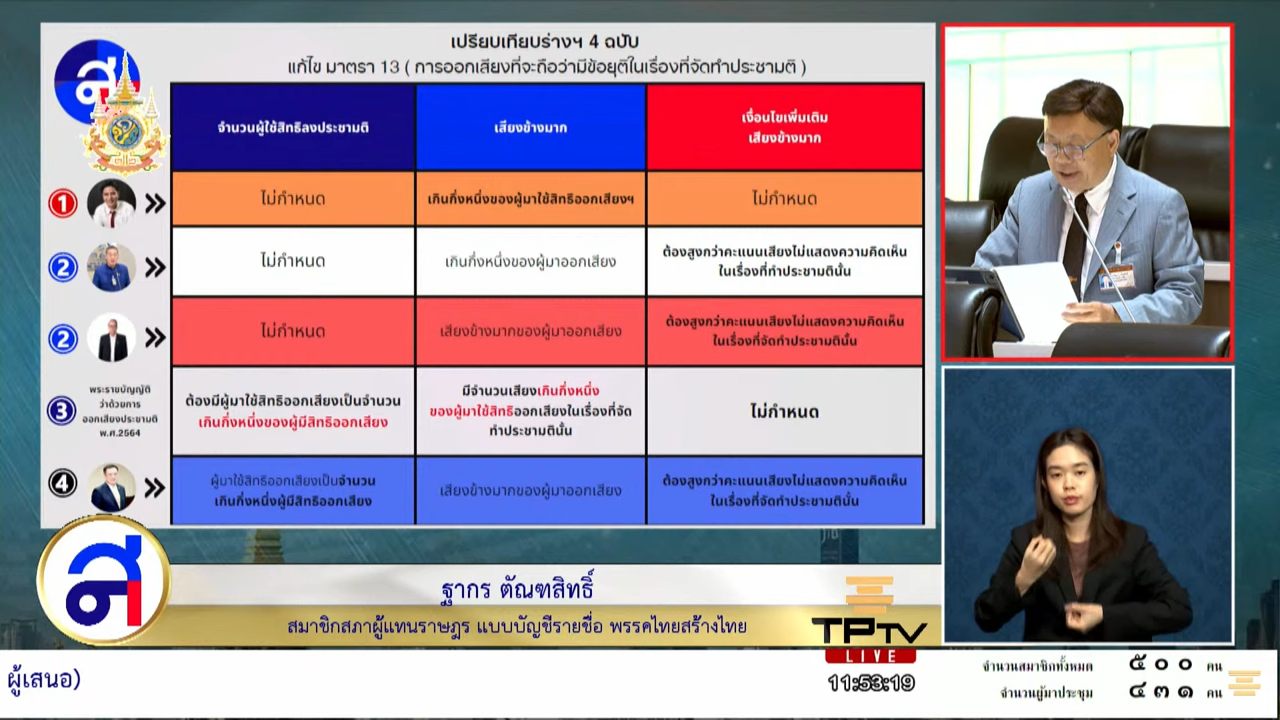 เปรียบเทียบร่างฯ 4 ฉบับ
แก้ไข มาตรา 13 ( การออกเสียงที่จะถือว่ามีข้อยุติในเรื่องที่จัดทำประชามติ )
ส
จำนวนผู้ใช้สิทธิลงประชามติ
เสียงข้างมาก
เงื่อนไขเพิ่มเติม
เสียงข้างมาก
1
ไม่กำหนด
เกินกึ่งหนึ่งของผู้มาใช้สิทธิออกเสียงฯ
ไม่กำหนด
2
ไม่กำหนด
เกินกึ่งหนึ่งของผู้มาออกเสียง
ต้องสูงกว่าคะแนนเสียงไม่แสดงความคิดเห็น
ในเรื่องที่ทำประชามตินั้น
2
ไม่กำหนด
เสียงข้างมากของผู้มาออกเสียง
ต้องสูงกว่าคะแนนเสียงไม่แสดงความคิดเห็น
ในเรื่องที่จัดทำประชามตินั้น
3
พระราชบัญญัติ
ว่าด้วยการ
ออกเสียงประชามติ
พ.ศ.2564
ต้องมีผู้มาใช้สิทธิออกเสียงเป็นจำนวน
เกินกึ่งหนึ่งของผู้มีสิทธิออกเสียง
มีจำนวนเสียงเกินกึ่งหนึ่ง
ของผู้มาใช้สิทธิออกเสียงในเรื่องที่จัด
ทำประชามตินั้น
ไม่กำหนด
4
ผู้มาใช้สิทธิออกเสียงเป็นจำนวน
เกินกึ่งหนึ่งผู้มีสิทธิออกเสียง
เสียงข้างมากของผู้มาออกเสียง
ต้องสูงกว่าคะแนนเสียงไม่แสดงความคิดเห็น
ในเรื่องที่จัดทำประชามตินั้น
ฐากร ตัณฑสิทธิ์
สมาชิกสภาผู้แทนราษฎร แบบบัญชีรายชื่อ พรรคไทยสร้างไทย
TPTV
LIVE
11:53:19
ผู้เสนอ)
จำนวนสมาชิกทั้งหมด ๕๐๐ คน
จำนวนผู้มาประชุม ๔๓๑ คน